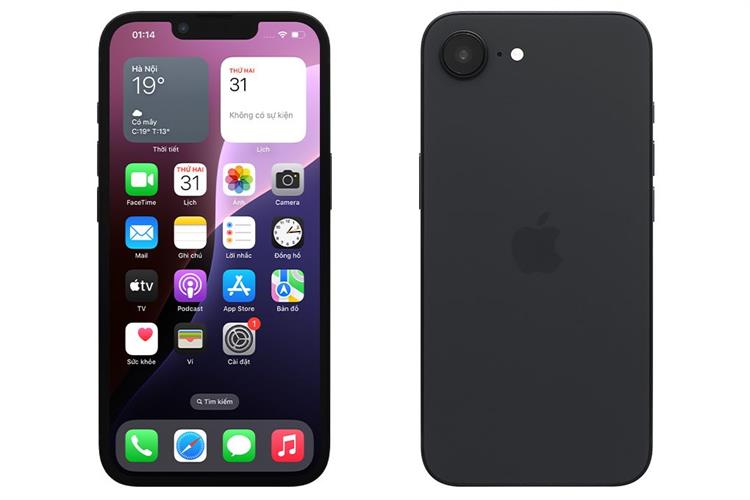 01:14
Hà Nội
19°
Có mây
C:19° T:13°
Thời tiết
THỨ HAI
31
Không có sự kiện
Lịch
FaceTime
THỨ HAI
31
Lịch
Ảnh
Camera
Mail
Ghi chú
Lời nhắc
Đồng hồ
tv
TV
Podcast
App Store
Bản đồ
Sức khỏe
Ví
1
Cài đặt
Tìm kiếm